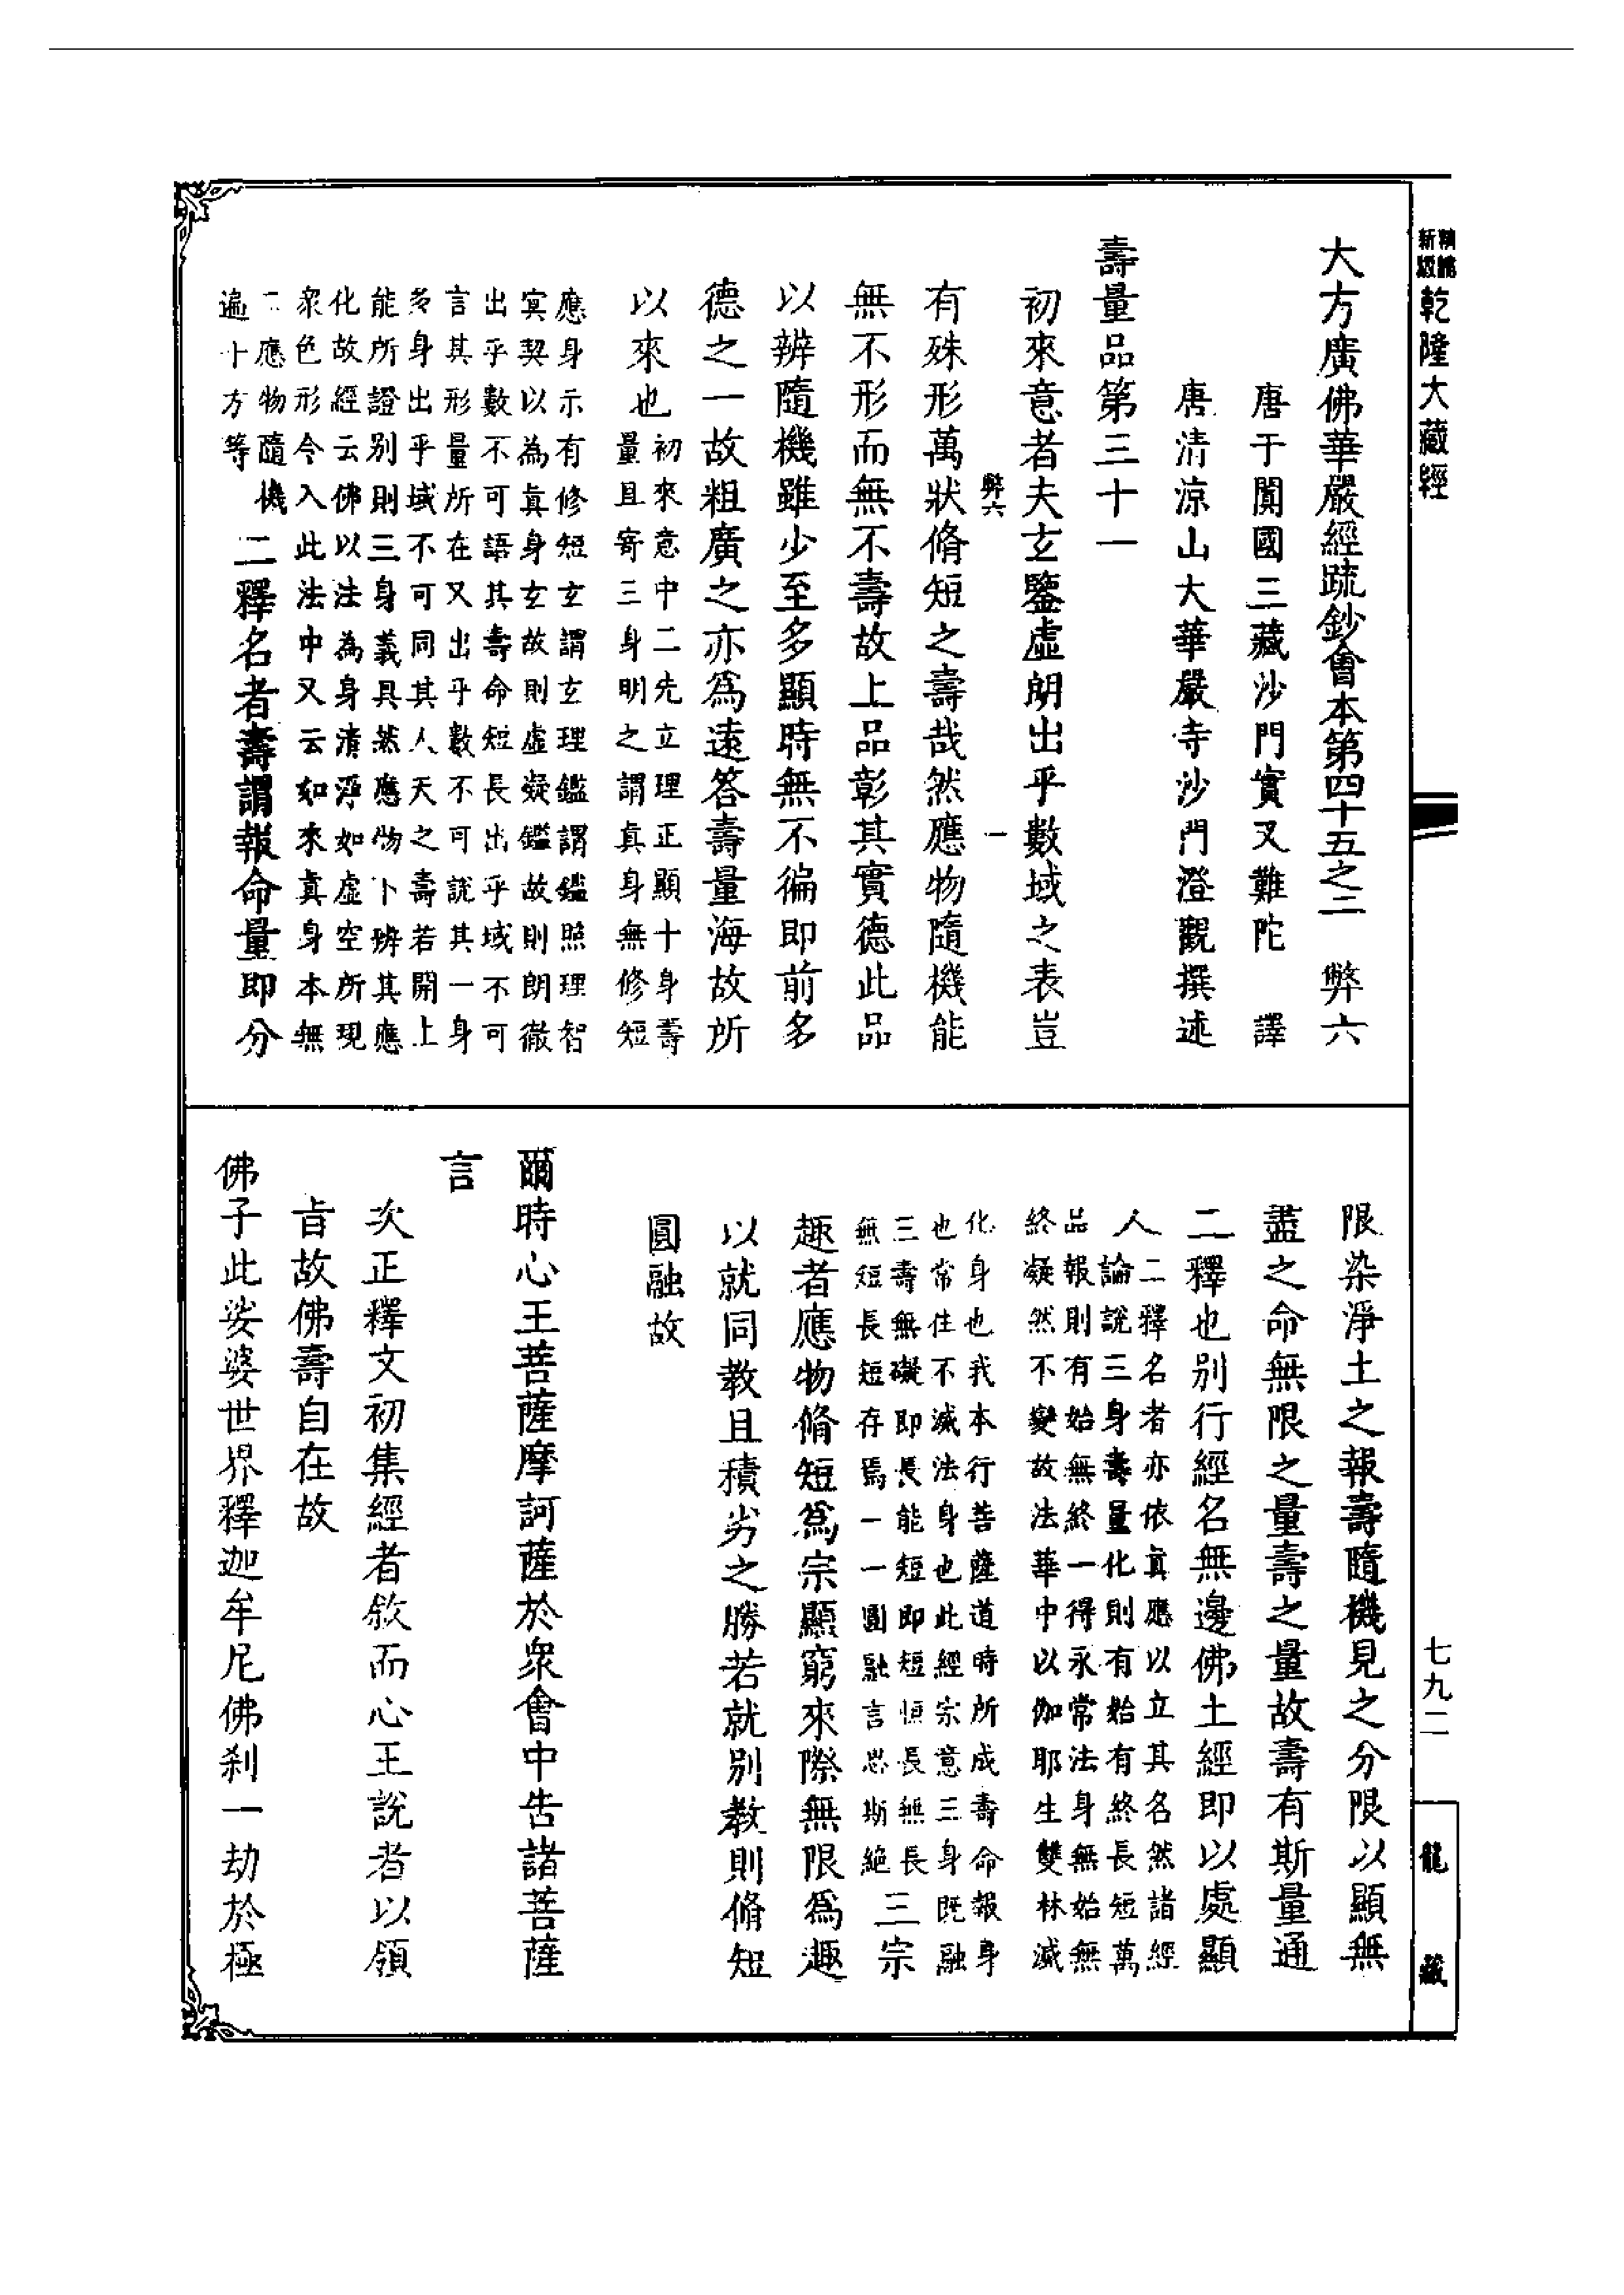 新版精裝乾隆大藏經
大方廣佛華嚴經疏鈔會本第四十五之二　弊六
唐于闐國三藏沙門實叉難陀　譯
唐清涼山大華嚴寺沙門澄觀撰述
壽量品第三十一
初來意者夫玄鑒虛朗出乎數域之表豈
弊六　一
有殊形萬狀脩短之壽哉然應物隨機能
無不形而無不壽故上品彰其實德此品
以辨隨機雖少至多顯時無不徧即前多
德之一故粗廣之亦爲遠答壽量海故所
以來也
初來意中二先立理正顯十身壽
量且寄三身明之謂真身無修短
應身示有修短玄謂玄理鑑謂鑑照理智
冥契以為真身玄故則虛凝鑑故則朗徹
出乎數不可語其壽命短長出乎域不可
言其形量所在又出乎數不可說其一身
多身出乎域不可同其人天之壽若開上
能所證別則三身義具然應物下辨其應
化故經云佛以法為身清淨如虛空所現
衆色形令入此法中又云如來真身本無
二應物隨機
遍十方等
二釋名者壽謂報命量即分
限染淨土之報壽隨機見之分限以顯無
盡之命無限之量壽之量故壽有斯量通
二釋也別行經名無邊佛土經即以處顯
人
二釋名者亦依真應以立其名然諸經
論說三身壽量化則有始有終長短萬
品報則有始無終一得永常法身無始無
終凝然不變故法華中以伽耶生雙林滅
化身也我本行菩薩道時所成壽命報身
也常住不滅法身也此經宗意三身既融
三壽無礙即長能短即短恒長無長
無短長短存焉一一圓融言思斯絶
三宗
趣者應物脩短爲宗顯窮來際無限爲趣
以就同教且積劣之勝若就別教則脩短
圓融故
爾時心王菩薩摩訶薩於衆會中告諸菩薩
言
次正釋文初集經者敘而心王說者以領
旨故佛壽自在故
佛子此娑婆世界釋迦牟尼佛刹一劫於極
七九二
龍藏